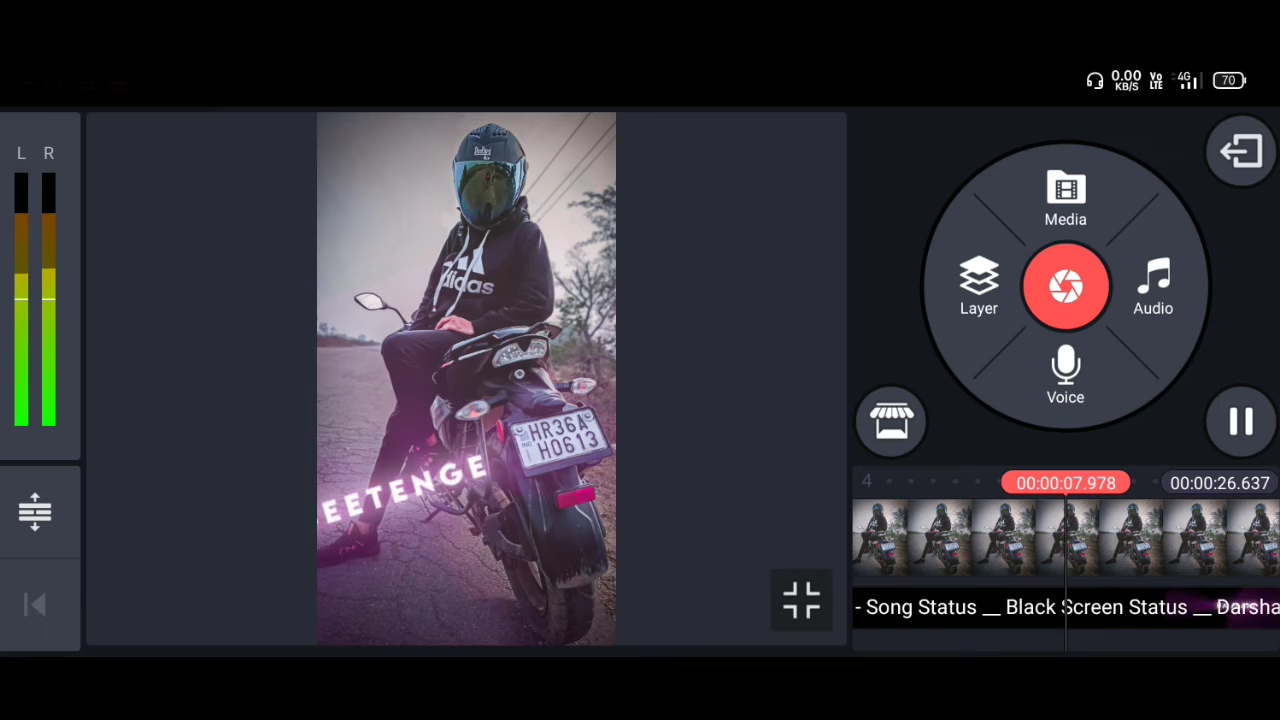 0.00
KB/S
Vo
LTE
4G
70
L R
Media
Layer
Audio
Voice
adidas
HR36A
H0613
EETENGE
4
00:00:07.978
00:00:26.637
- Song Status __ Black Screen Status __ Darsha